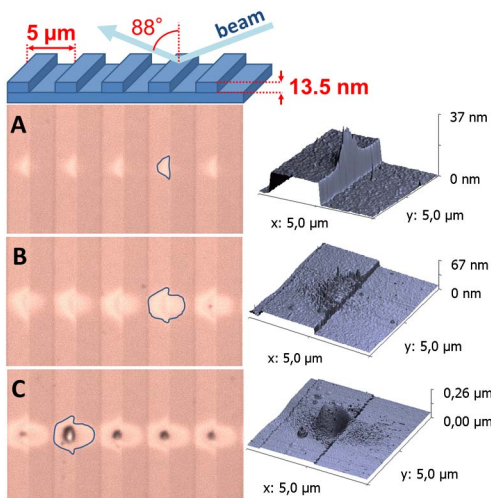 88°
beam
5 µm
13.5 nm
A
37 nm
0 nm
x: 5,0 µm
y: 5,0 µm
B
67 nm
0 nm
x: 5,0 µm
y: 5,0 µm
C
0,26 µm
0,00 µm
x: 5,0 µm
y: 5,0 µm